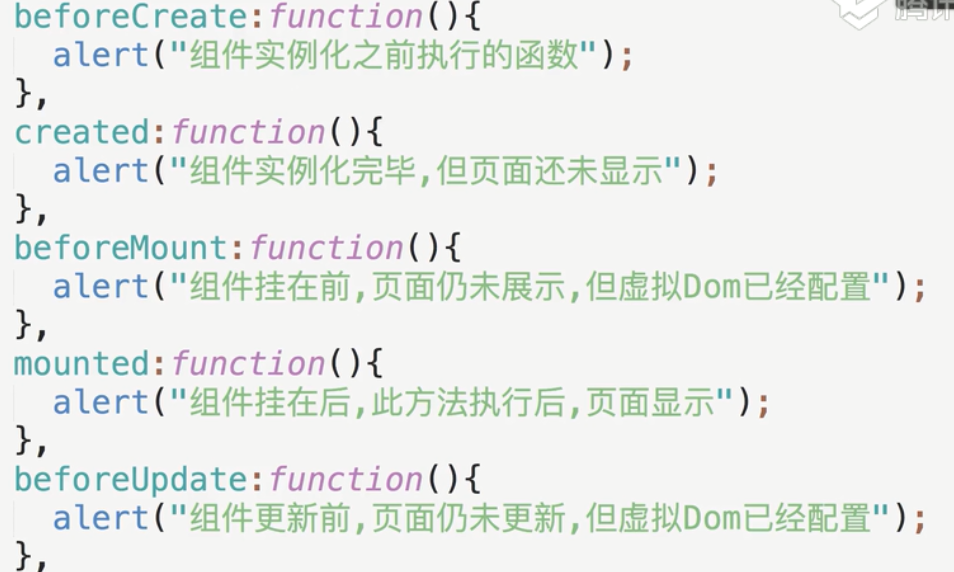 beforeCreate:function(){
  alert("组件实例化之前执行的函数");
},
created:function(){
  alert("组件实例化完毕,但页面还未显示");
},
beforeMount:function(){
  alert("组件挂在前,页面仍未展示,但虚拟Dom已经配置");
},
mounted:function(){
  alert("组件挂在后,此方法执行后,页面显示");
},
beforeUpdate:function(){
  alert("组件更新前,页面仍未更新,但虚拟Dom已经配置");
},